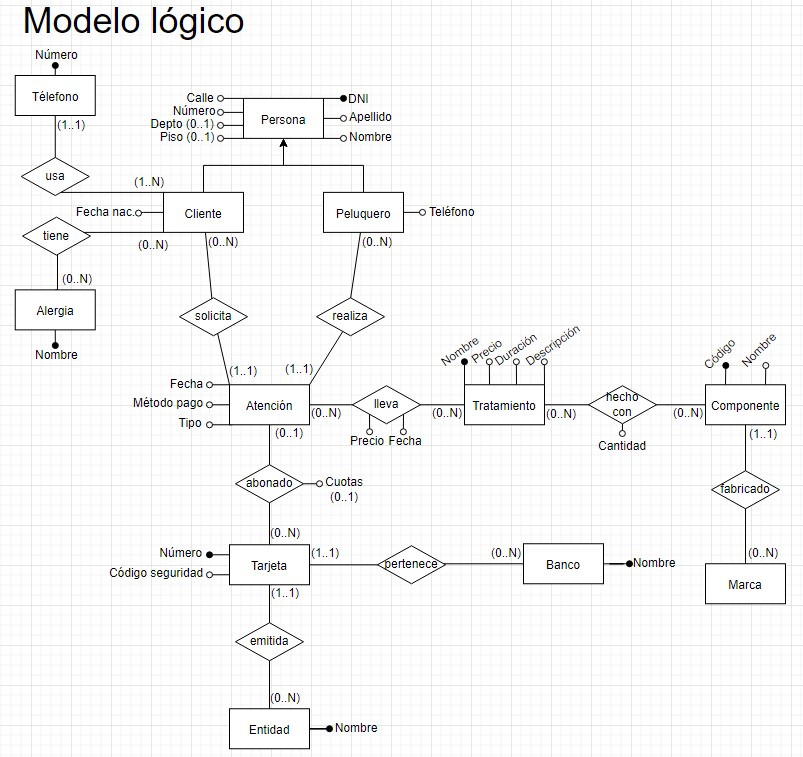 Modelo lógico
Número
Télefono
(1..1)
usa
(1..N)
Calle
Número
Depto (0..1)
Piso (0..1)
Persona
DNI
Apellido
Nombre
Fecha nac.
Cliente
Peluquero
Teléfono
tiene
(0..N)
(0..N)
(0..N)
(0..N)
Alergia
Nombre
solicita
realiza
(1..1)
(1..1)
Fecha
Método pago
Tipo
Atención
(0..N)
lleva
Precio
Fecha
(0..N)
Nombre
Precio
Duración
Descripción
Tratamiento
(0..N)
hecho
con
Cantidad
(0..N)
Código
Nombre
Componente
(0..1)
(1..1)
abonado
Cuotas
(0..1)
fabricado
(0..N)
(0..N)
Número
Código seguridad
Tarjeta
(1..1)
pertenece
(0..N)
Banco
Nombre
Marca
(1..1)
emitida
(0..N)
Entidad
Nombre